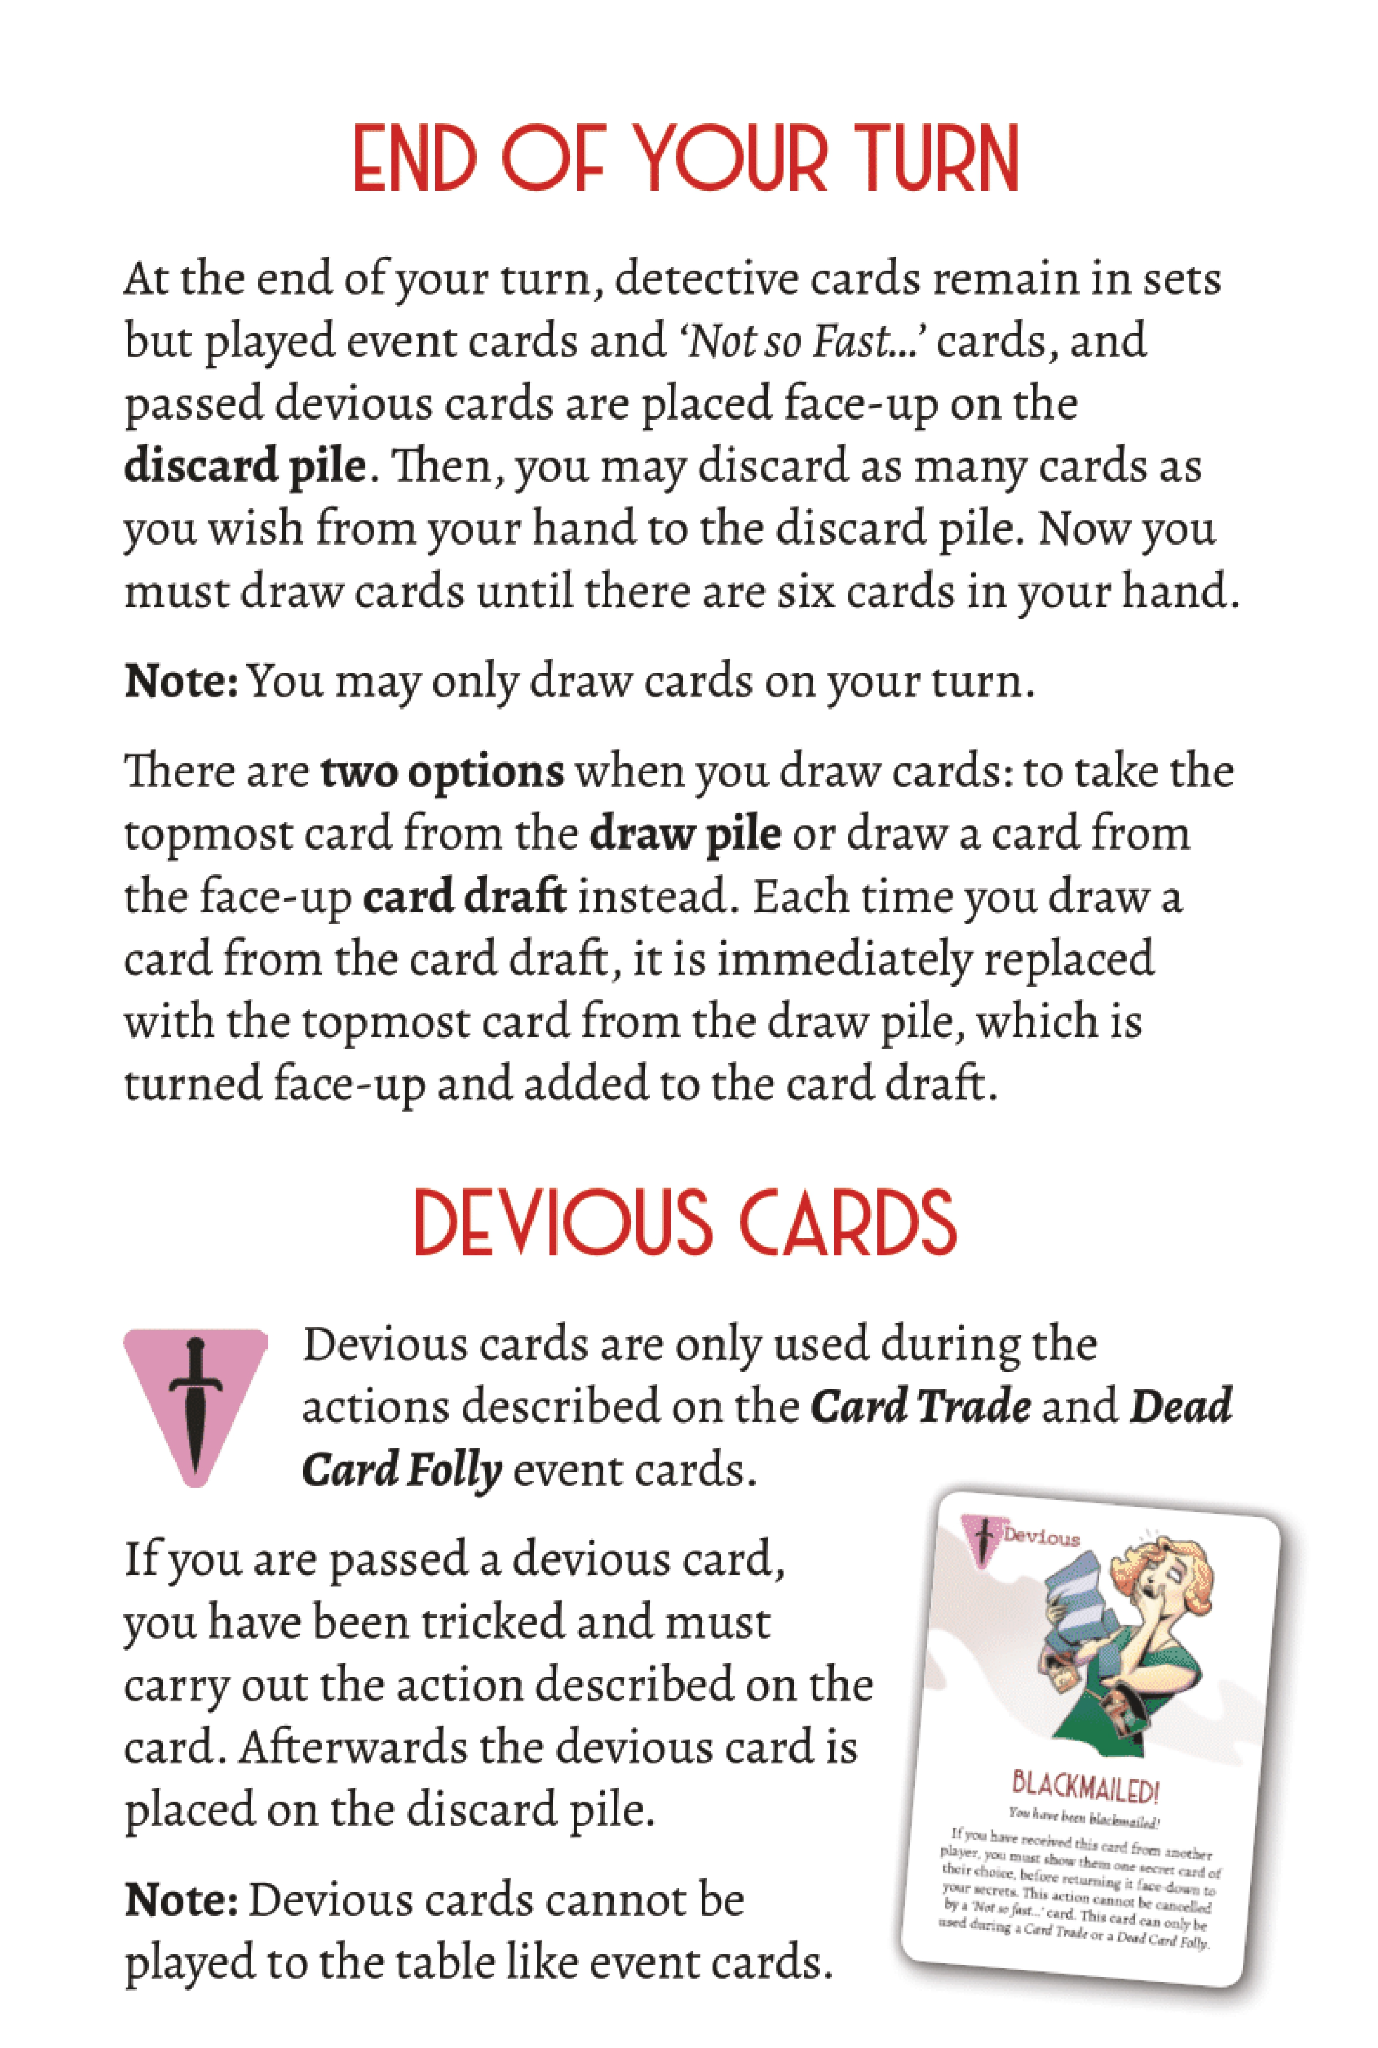 END OF YOUR TURN
At the end of your turn, detective cards remain in sets
but played event cards and ‘Not so Fast...’ cards, and
passed devious cards are placed face-up on the
discard pile. Then, you may discard as many cards as
you wish from your hand to the discard pile. Now you
must draw cards until there are six cards in your hand.
Note: You may only draw cards on your turn.
There are two options when you draw cards: to take the
topmost card from the draw pile or draw a card from
the face-up card draft instead. Each time you draw a
card from the card draft, it is immediately replaced
with the topmost card from the draw pile, which is
turned face-up and added to the card draft.
DEVIOUS CARDS
Devious cards are only used during the
actions described on the Card Trade and Dead
Card Folly event cards.
If you are passed a devious card,
you have been tricked and must
carry out the action described on the
card. Afterwards the devious card is
placed on the discard pile.
Note: Devious cards cannot be
played to the table like event cards.
Devious
BLACKMAILED!
You have been blackmailed!
If you have received this card from another
player, you must show them one secret card of
their choice, before returning it face-down to
your secrets. This action cannot be cancelled
by a ‘Not so fast...’ card. This card can only be
used during a Card Trade or a Dead Card Folly.